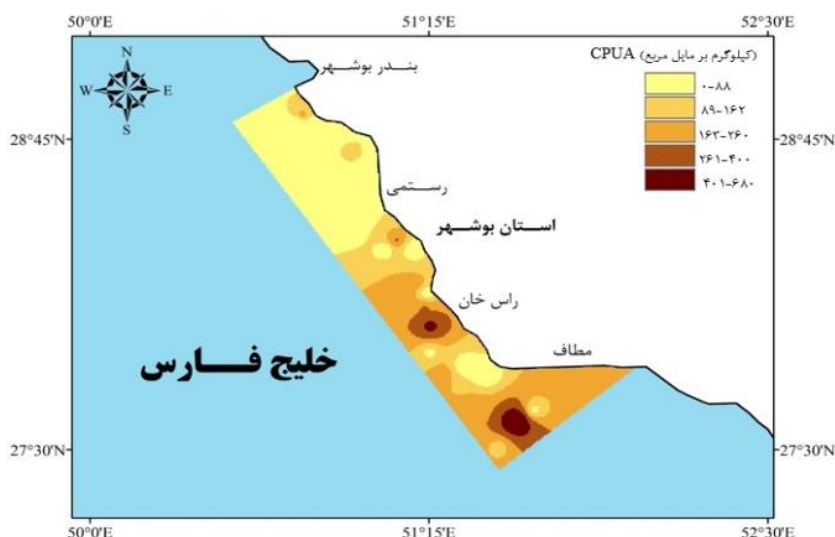 50°0'E
51°15'E
52°30'E
CPUA (کیلوگرم بر مایل مربع)
۰-۸۸
۸۹-۱۶۲
۱۶۳-۲۶۰
۲۶۱-۴۰۰
۴۰۱-۶۸۰
N
W
E
S
بندر بوشهر
28°45'N
28°45'N
رستمی
استان بوشهر
راس خان
مطاف
خلیج فارس
27°30'N
27°30'N
50°0'E
51°15'E
52°30'E